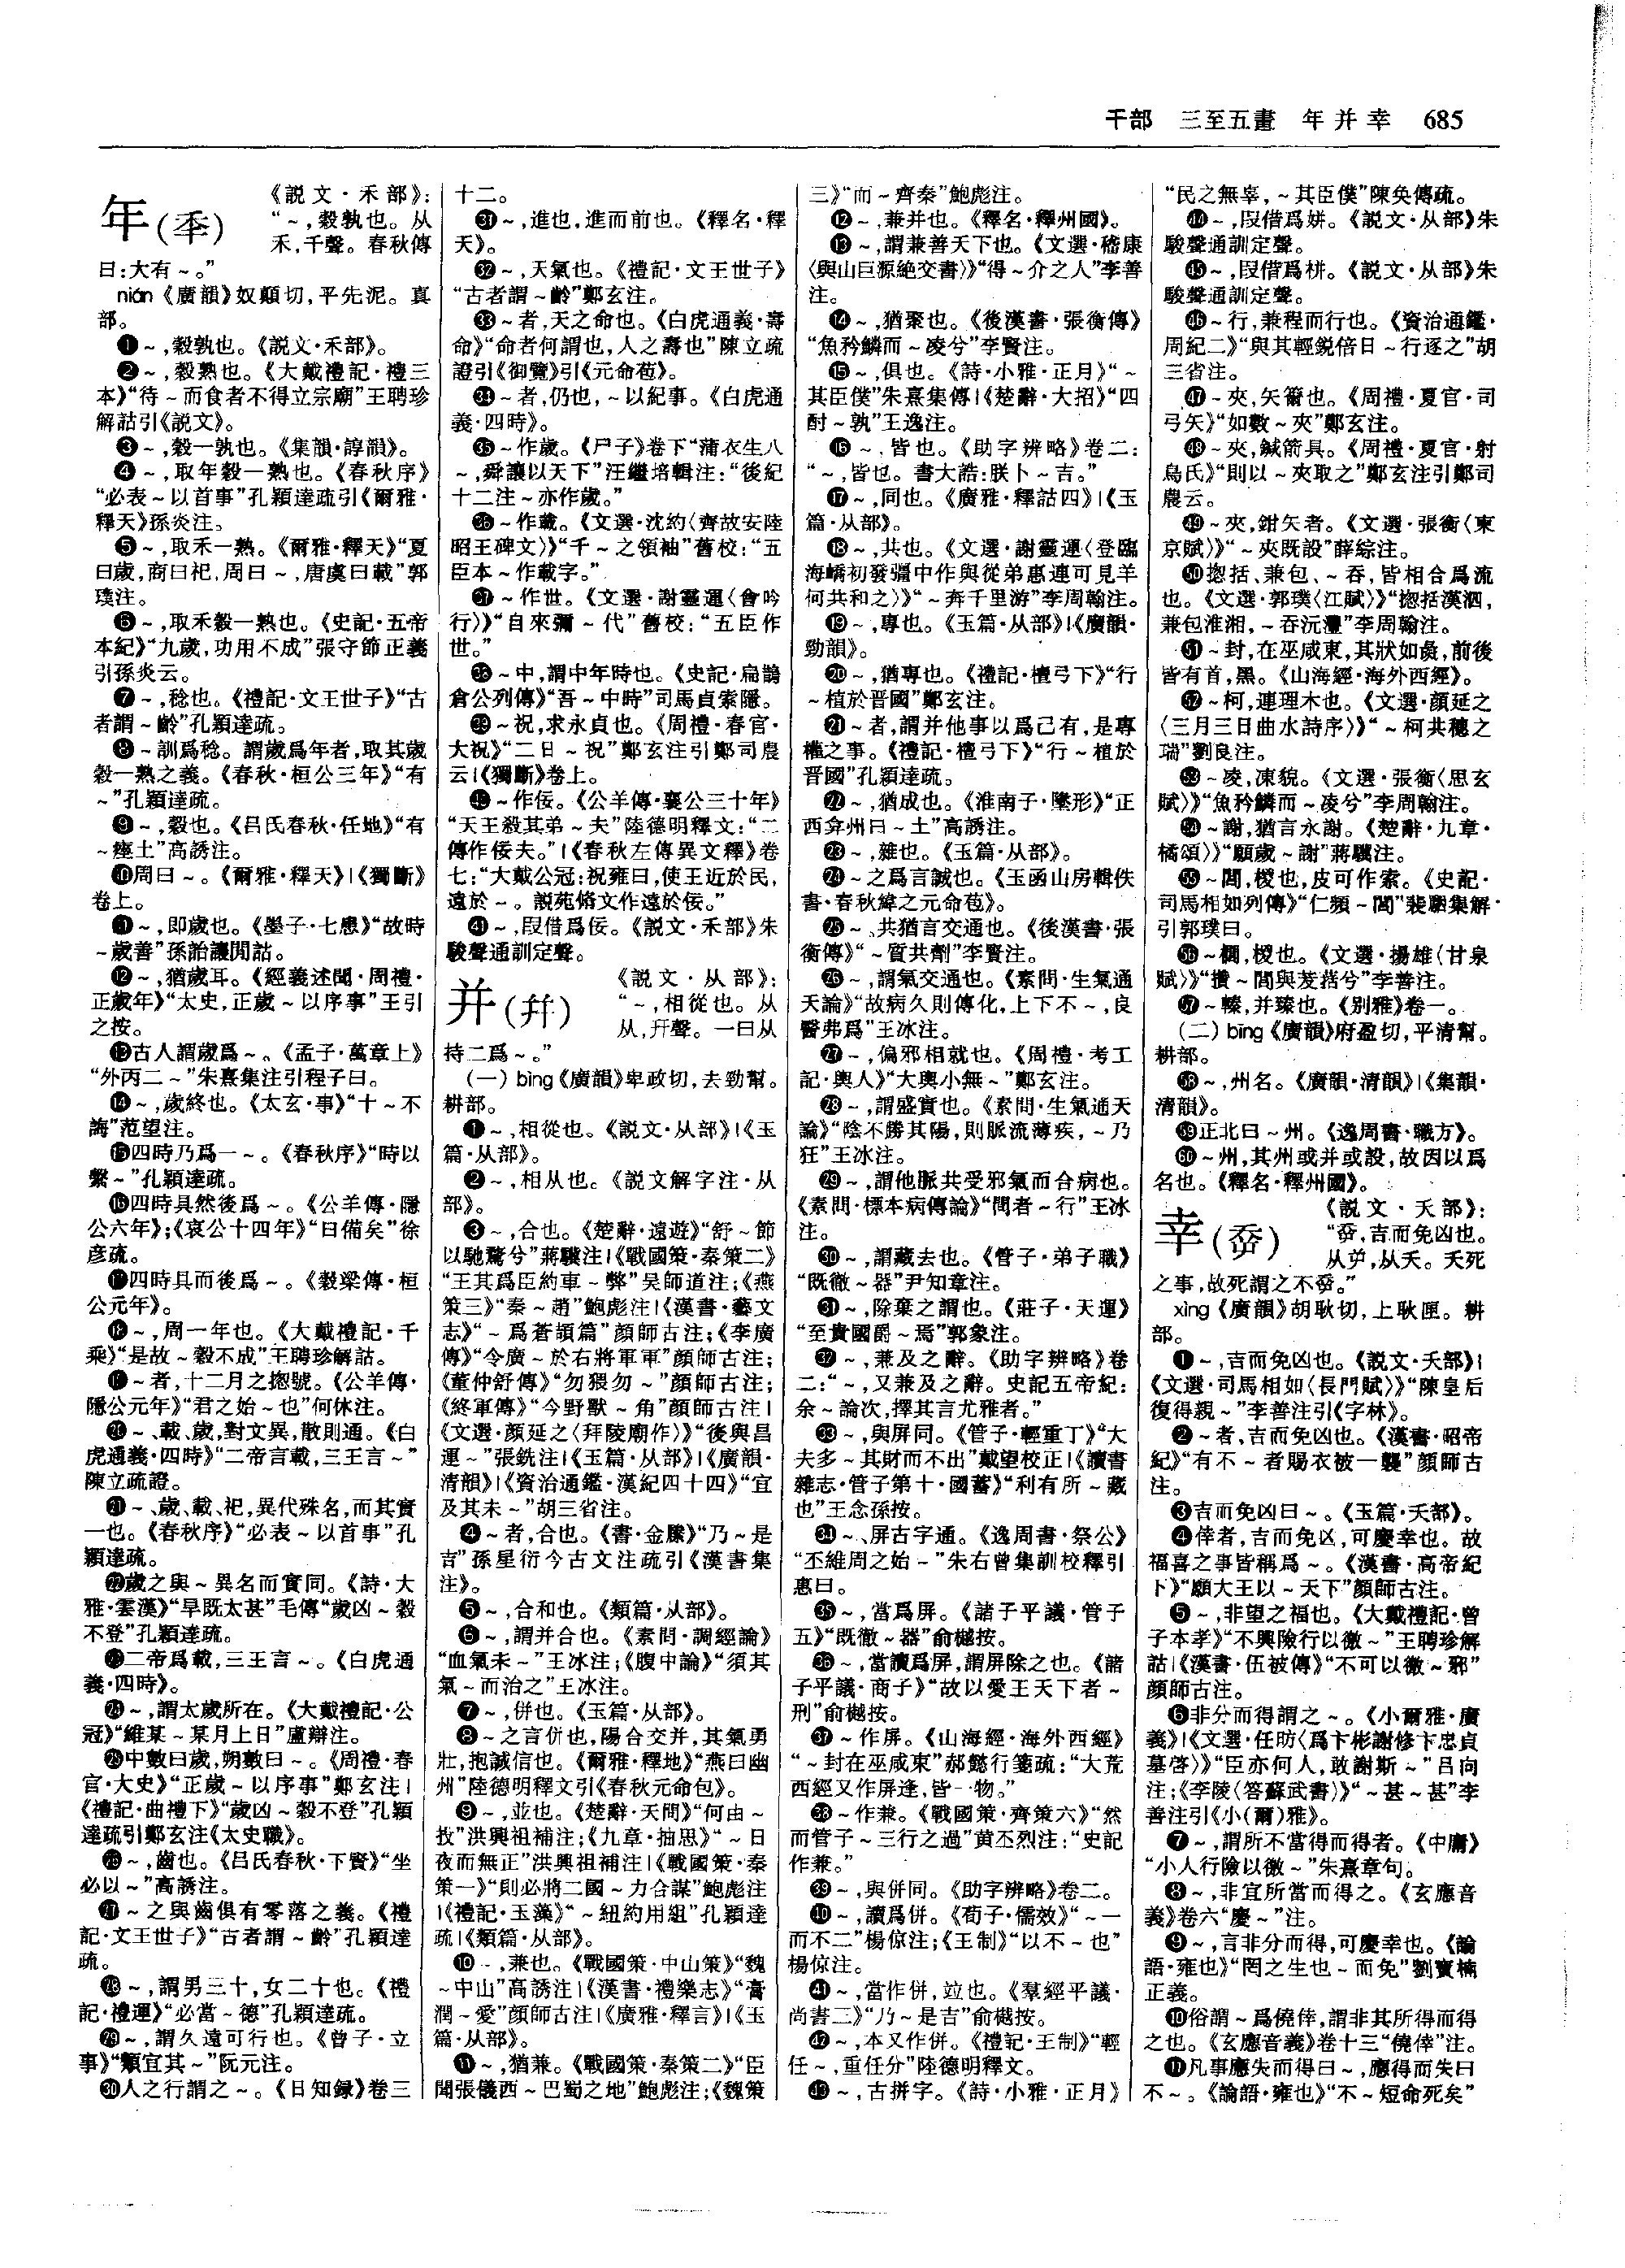 干部 三至五畫 年并幸 685
年(秊) 《説文·禾部》:
“~,穀孰也。从
禾,千聲。春秋傳
曰:大有~。”
nián《廣韻》奴顛切,平先泥。真
部。
❶~,穀孰也。《説文·禾部》。
❷~,穀熟也。《大戴禮記·禮三
本》“待~而食者不得立宗廟”王聘珍
解詁引《説文》。
❸~,穀一孰也。《集韻·諄韻》。
❹~,取年穀一熟也。《春秋序》
“必表~以首事”孔穎達疏引《爾雅·
釋天》孫炎注。
❺~,取禾一熟。《爾雅·釋天》“夏
曰歲,商曰祀,周曰~,唐虞曰載”郭
璞注。
❻~,取禾穀一熟也。《史記·五帝
本紀》“九歲,功用不成”張守節正義
引孫炎云。
❼~,稔也。《禮記·文王世子》“古
者謂~齡”孔穎達疏。
❽~訓爲稔。謂歲爲年者,取其歲
穀一熟之義。《春秋·桓公三年》“有
~”孔穎達疏。
❾~,穀也。《吕氏春秋·任地》“有
~瘞土”高誘注。
❿周曰~。《爾雅·釋天》|《獨斷》
卷上。
⓫~,即歲也。《墨子·七患》“故時
~歲善”孫詒讓閒詁。
⓬~,猶歲耳。《經義述聞·周禮·
正歲年》“太史,正歲~以序事”王引
之按。
⓭古人謂歲爲~。《孟子·萬章上》
“外丙二~”朱熹集注引程子曰。
⓮~,歲終也。《太玄·事》“十~不
誨”范望注。
⓯四時乃爲一~。《春秋序》“時以
繫~”孔穎達疏。
⓰四時具然後爲~。《公羊傳·隱
公六年》;《哀公十四年》“日備矣”徐
彦疏。
⓱四時具而後爲~。《穀梁傳·桓
公元年》。
⓲~,周一年也。《大戴禮記·千
乘》“是故~穀不成”王聘珍解詁。
⓳~者,十二月之揔號。《公羊傳·
隱公元年》“君之始~也”何休注。
⓴~、載、歲,對文異,散則通。《白
虎通義·四時》“二帝言載,三王言~”
陳立疏證。
㉑~、歲、載、祀,異代殊名,而其實
一也。《春秋序》“必表~以首事”孔
穎達疏。
㉒歲之與~異名而實同。《詩·大
雅·雲漢》“旱既太甚”毛傳“歲凶~穀
不登”孔穎達疏。
㉓二帝爲載,三王言~。《白虎通
義·四時》。
㉔~,謂太歲所在。《大戴禮記·公
冠》“維某~某月上日”盧辯注。
㉕中數曰歲,朔數曰~。《周禮·春
官·大史》“正歲~以序事”鄭玄注|
《禮記·曲禮下》“歲凶~穀不登”孔穎
達疏引鄭玄注《太史職》。
㉖~,齒也。《吕氏春秋·下賢》“坐
必以~”高誘注。
㉗~之與齒俱有零落之義。《禮
記·文王世子》“古者謂~齡”孔穎達
疏。
㉘~,謂男三十,女二十也。《禮
記·禮運》“必當~德”孔穎達疏。
㉙~,謂久遠可行也。《曾子·立
事》“顈宜其~”阮元注。
㉚人之行謂之~。《日知録》卷三
十二。
㉛~,進也,進而前也。《釋名·釋
天》。
㉜~,天氣也。《禮記·文王世子》
“古者謂~齡”鄭玄注。
㉝~者,天之命也。《白虎通義·壽
命》“命者何謂也,人之壽也”陳立疏
證引《御覽》引《元命苞》。
㉞~者,仍也,~以紀事。《白虎通
義·四時》。
㉟~作歲。《尸子》卷下“蒲衣生八
~,舜讓以天下”汪繼培輯注:“後紀
十二注~亦作歲。”
㊱~作載。《文選·沈約〈齊故安陸
昭王碑文〉》“千~之領袖”舊校:“五
臣本~作載字。”
㊲~作世。《文選·謝靈運〈會吟
行〉》“自來彌~代”舊校:“五臣作
世。”
㊳~中,謂中年時也。《史記·扁鵲
倉公列傳》“吾~中時”司馬貞索隱。
㊴~祝,求永貞也。《周禮·春官·
大祝》“二曰~祝”鄭玄注引鄭司農
云|《獨斷》卷上。
㊵~作佞。《公羊傳·襄公三十年》
“天王殺其弟~夫”陸德明釋文:“二
傳作佞夫。”|《春秋左傳異文釋》卷
七:“大戴公冠:祝雍曰,使王近於民,
遠於~。説苑脩文作遠於佞。”
㊶~,叚借爲佞。《説文·禾部》朱
駿聲通訓定聲。
并(幷) 《説文·从部》:
“~,相從也。从
从,幵聲。一曰从
持二爲~。”
(一) bìng《廣韻》卑政切,去勁幫。
耕部。
❶~,相從也。《説文·从部》|《玉
篇·从部》。
❷~,相从也。《説文解字注·从
部》。
❸~,合也。《楚辭·遠遊》“舒~節
以馳騖兮”蔣驥注|《戰國策·秦策二》
“王其爲臣約車~幣”吴師道注;《燕
策三》“秦~趙”鮑彪注|《漢書·藝文
志》“~爲蒼頡篇”顔師古注;《李廣
傳》“令廣~於右將軍軍”顔師古注;
《董仲舒傳》“勿猥勿~”顔師古注;
《終軍傳》“今野獸~角”顔師古注|
《文選·顔延之〈拜陵廟作〉》“後與昌
運~”張銑注|《玉篇·从部》|《廣韻·
清韻》|《資治通鑑·漢紀四十四》“宜
及其未~”胡三省注。
❹~者,合也。《書·金縢》“乃~是
吉”孫星衍今古文注疏引《漢書集
注》。
❺~,合和也。《類篇·从部》。
❻~,謂并合也。《素問·調經論》
“血氣未~”王冰注;《腹中論》“須其
氣~而治之”王冰注。
❼~,併也。《玉篇·从部》。
❽~之言併也,陽合交并,其氣勇
壯,抱誠信也。《爾雅·釋地》“燕曰幽
州”陸德明釋文引《春秋元命包》。
❾~,並也。《楚辭·天問》“何由~
投”洪興祖補注;《九章·抽思》“~日
夜而無正”洪興祖補注|《戰國策·秦
策一》“則必將二國~力合謀”鮑彪注
|《禮記·玉藻》“~紐約用組”孔穎達
疏|《類篇·从部》。
❿~,兼也。《戰國策·中山策》“魏
~中山”高誘注|《漢書·禮樂志》“膏
潤~愛”顔師古注|《廣雅·釋言》|《玉
篇·从部》。
⓫~,猶兼。《戰國策·秦策二》“臣
聞張儀西~巴蜀之地”鮑彪注;《魏策
三》“而~齊秦”鮑彪注。
⓬~,兼并也。《釋名·釋州國》。
⓭~,謂兼善天下也。《文選·嵇康
〈與山巨源絶交書〉》“得~介之人”李善
注。
⓮~,猶聚也。《後漢書·張衡傳》
“魚矜鱗而~凌兮”李賢注。
⓯~,俱也。《詩·小雅·正月》“~
其臣僕”朱熹集傳|《楚辭·大招》“四
酎~孰”王逸注。
⓰~,皆也。《助字辨略》卷二:
“~,皆也。書大誥:朕卜~吉。”
⓱~,同也。《廣雅·釋詁四》|《玉
篇·从部》。
⓲~,共也。《文選·謝靈運〈登臨
海嶠初發彊中作與從弟惠連可見羊
何共和之〉》“~奔千里游”李周翰注。
⓳~,專也。《玉篇·从部》|《廣韻·
勁韻》。
⓴~,猶專也。《禮記·檀弓下》“行
~植於晋國”鄭玄注。
㉑~者,謂并他事以爲己有,是專
權之事。《禮記·檀弓下》“行~植於
晋國”孔穎達疏。
㉒~,猶成也。《淮南子·墬形》“正
西弇州曰~土”高誘注。
㉓~,雜也。《玉篇·从部》。
㉔~之爲言誠也。《玉函山房輯佚
書·春秋緯之元命苞》。
㉕~、共猶言交通也。《後漢書·張
衡傳》“~質共劑”李賢注。
㉖~,謂氣交通也。《素問·生氣通
天論》“故病久則傳化,上下不~,良
醫弗爲”王冰注。
㉗~,偏邪相就也。《周禮·考工
記·輿人》“大輿小無~”鄭玄注。
㉘~,謂盛實也。《素問·生氣通天
論》“陰不勝其陽,則脈流薄疾,~乃
狂”王冰注。
㉙~,謂他脈共受邪氣而合病也。
《素問·標本病傳論》“間者~行”王冰
注。
㉚~,謂藏去也。《管子·弟子職》
“既徹~器”尹知章注。
㉛~,除棄之謂也。《莊子·天運》
“至貴國爵~焉”郭象注。
㉜~,兼及之辭。《助字辨略》卷
二:“~,又兼及之辭。史記五帝紀:
余~論次,擇其言尤雅者。”
㉝~,與屏同。《管子·輕重丁》“大
夫多~其財而不出”戴望校正|《讀書
雜志·管子第十·國蓄》“利有所~藏
也”王念孫按。
㉞~、屏古字通。《逸周書·祭公》
“丕維周之始~”朱右曾集訓校釋引
惠曰。
㉟~,當爲屏。《諸子平議·管子
五》“既徹~器”俞樾按。
㊱~,當讀爲屏,謂屏除之也。《諸
子平議·商子》“故以愛王天下者~
刑”俞樾按。
㊲~作屏。《山海經·海外西經》
“~封在巫咸東”郝懿行箋疏:“大荒
西經又作屏逢,皆一物。”
㊳~作兼。《戰國策·齊策六》“然
而管子~三行之過”黄丕烈注:“史記
作兼。”
㊴~,與併同。《助字辨略》卷二。
㊵~,讀爲併。《荀子·儒效》“~一
而不二”楊倞注;《王制》“以不~也”
楊倞注。
㊶~,當作併,竝也。《羣經平議·
尚書三》“乃~是吉”俞樾按。
㊷~,本又作併。《禮記·王制》“輕
任~,重任分”陸德明釋文。
㊸~,古拼字。《詩·小雅·正月》
“民之無辜,~其臣僕”陳奂傳疏。
㊹~,叚借爲姘。《説文·从部》朱
駿聲通訓定聲。
㊺~,叚借爲栟。《説文·从部》朱
駿聲通訓定聲。
㊻~行,兼程而行也。《資治通鑑·
周紀二》“與其輕鋭倍日~行逐之”胡
三省注。
㊼~夾,矢籋也。《周禮·夏官·司
弓矢》“如數~夾”鄭玄注。
㊽~夾,鍼箭具。《周禮·夏官·射
鳥氏》“則以~夾取之”鄭玄注引鄭司
農云。
㊾~夾,鉗矢者。《文選·張衡〈東
京賦〉》“~夾既設”薛綜注。
㊿揔括、兼包、~吞,皆相合爲流
也。《文選·郭璞〈江賦〉》“揔括漢泗,
兼包淮湘,~吞沅灃”李周翰注。
51~封,在巫咸東,其狀如彘,前後
皆有首,黑。《山海經·海外西經》。
52~柯,連理木也。《文選·顔延之
〈三月三日曲水詩序〉》“~柯共穗之
瑞”劉良注。
53~凌,凍貌。《文選·張衡〈思玄
賦〉》“魚矜鱗而~凌兮”李周翰注。
54~謝,猶言永謝。《楚辭·九章·
橘頌》》“願歲~謝”蔣驥注。
55~閭,椶也,皮可作索。《史記·
司馬相如列傳》“仁頻~閭”裴駰集解
引郭璞曰。
56~櫚,椶也。《文選·揚雄〈甘泉
賦〉》“攢~閭與茇葀兮”李善注。
57~轃,并臻也。《别雅》卷一。
(二) bīng《廣韻》府盈切,平清幫。
耕部。
58~,州名。《廣韻·清韻》|《集韻·
清韻》。
59正北曰~州。《逸周書·職方》。
60~州,其州或并或設,故因以爲
名也。《釋名·釋州國》。
幸(㚔) 《説文·夭部》:
“㚔,吉而免凶也。
从屰,从夭。夭死
之事,故死謂之不㚔。”
xìng《廣韻》胡耿切,上耿匣。耕
部。
❶~,吉而免凶也。《説文·夭部》|
《文選·司馬相如〈長門賦〉》“陳皇后
復得親~”李善注引《字林》。
❷~者,吉而免凶也。《漢書·昭帝
紀》“有不~者賜衣被一襲”顔師古
注。
❸吉而免凶曰~。《玉篇·夭部》。
❹倖者,吉而免凶,可慶幸也。故
福喜之事皆稱爲~。《漢書·高帝紀
下》“願大王以~天下”顔師古注。
❺~,非望之福也。《大戴禮記·曾
子本孝》“不興險行以徼~”王聘珍解
詁|《漢書·伍被傳》“不可以徼~邪”
顔師古注。
❻非分而得謂之~。《小爾雅·廣
義》|《文選·任昉〈爲卞彬謝修卞忠貞
墓啓〉》“臣亦何人,敢謝斯~”吕向
注;《李陵〈答蘇武書〉》“~甚~甚”李
善注引《小(爾)雅》。
❼~,謂所不當得而得者。《中庸》
“小人行險以徼~”朱熹章句。
❽~,非宜所當而得之。《玄應音
義》卷六“慶~”注。
❾~,言非分而得,可慶幸也。《論
語·雍也》“罔之生也~而免”劉寶楠
正義。
❿俗謂~爲僥倖,謂非其所得而得
之也。《玄應音義》卷十三“僥倖”注。
⓫凡事應失而得曰~,應得而失曰
不~。《論語·雍也》“不~短命死矣”